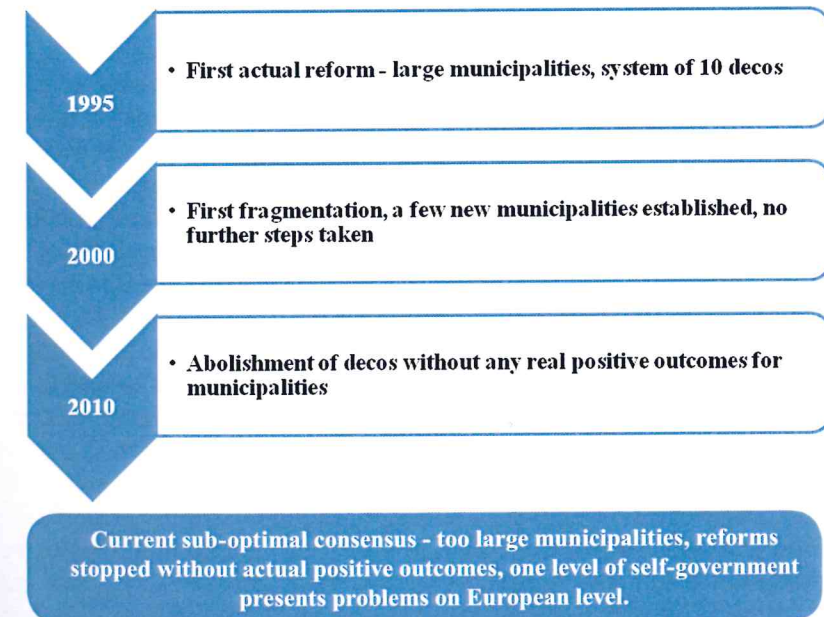 1995
• First actual reform - large municipalities, system of 10 decos
2000
• First fragmentation, a few new municipalities established, no
further steps taken
2010
• Abolishment of decos without any real positive outcomes for
municipalities
Current sub-optimal consensus - too large municipalities, reforms
stopped without actual positive outcomes, one level of self-government
presents problems on European level.